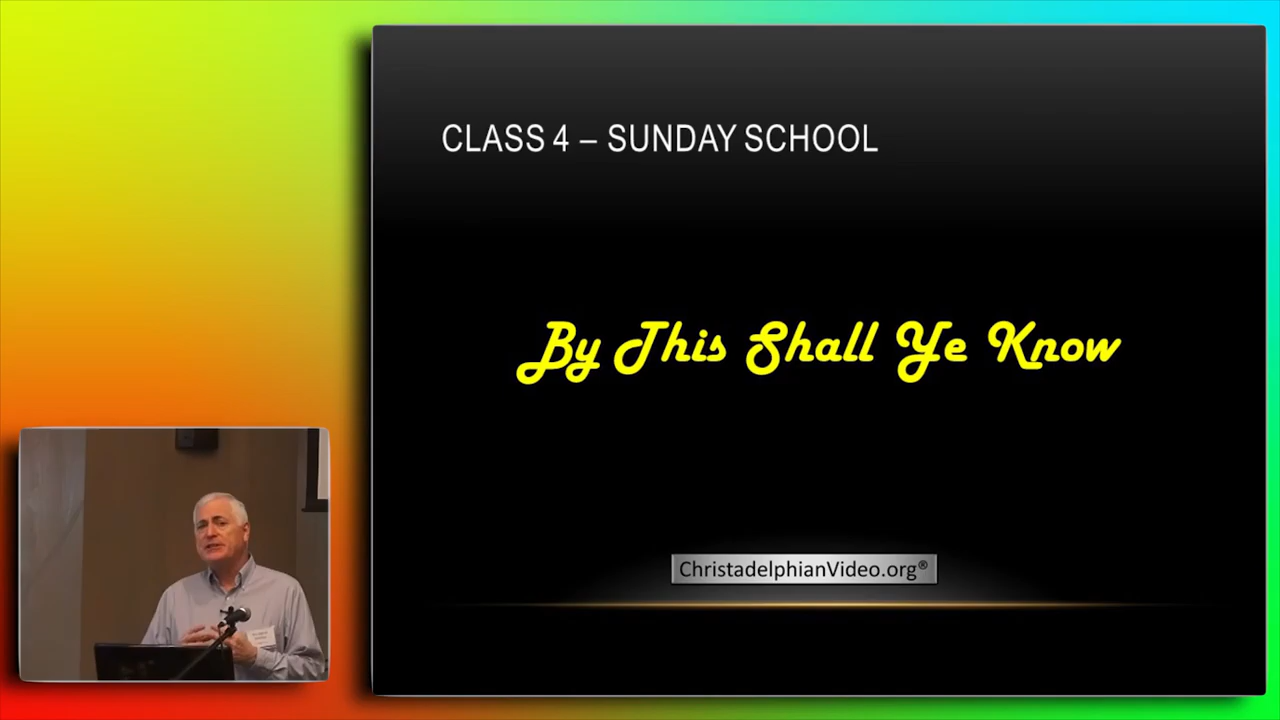 CLASS 4 – SUNDAY SCHOOL
By This Shall Ye Know
ChristadelphianVideo.org®